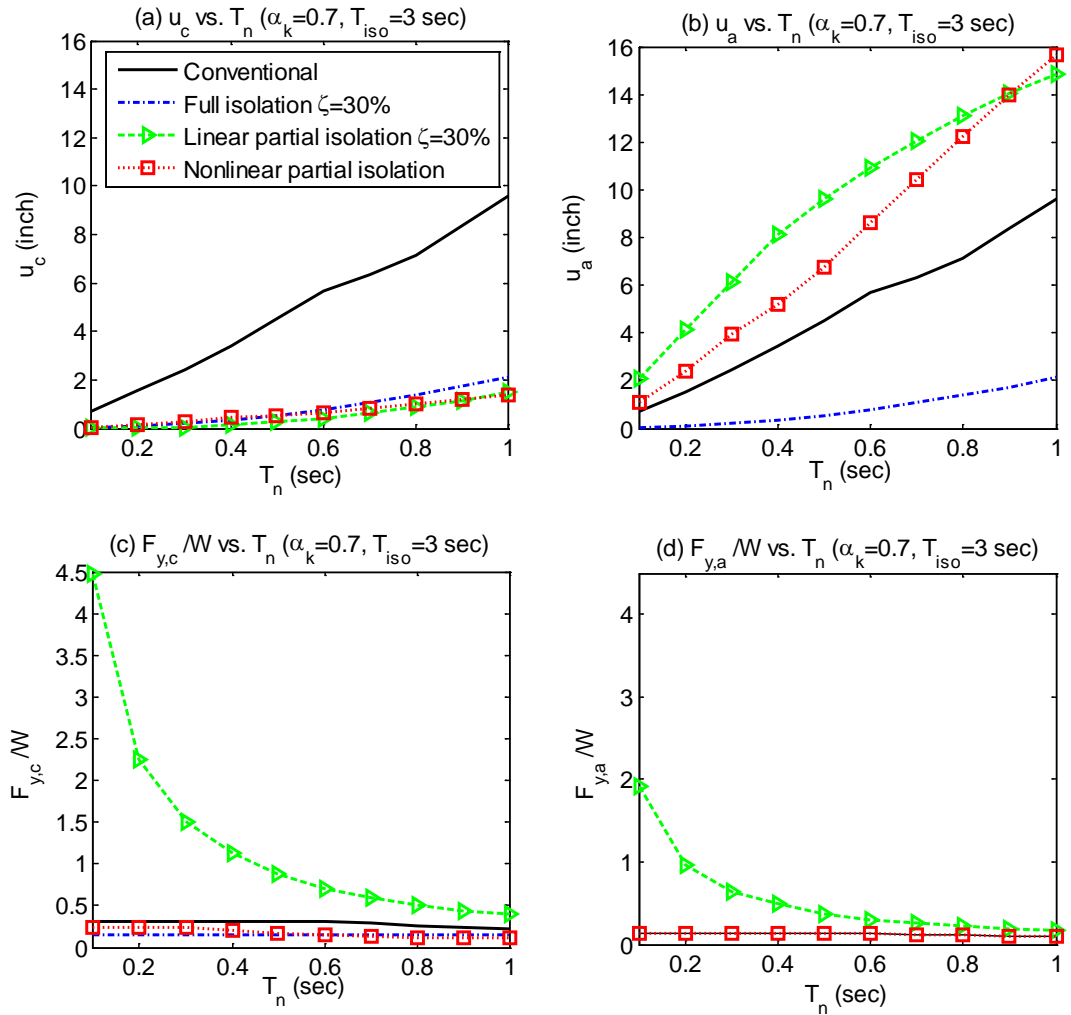 (a) u_c vs. T_n (α_k=0.7, T_iso=3 sec)
16
14
12
10
8
6
4
2
0
u_c (inch)
Conventional
Full isolation ζ=30%
Linear partial isolation ζ=30%
Nonlinear partial isolation
0.2 0.4 0.6 0.8 1
T_n (sec)
(b) u_a vs. T_n (α_k=0.7, T_iso=3 sec)
16
14
12
10
8
6
4
2
0
u_a (inch)
0.2 0.4 0.6 0.8 1
T_n (sec)
(c) F_y,c /W vs. T_n (α_k=0.7, T_iso=3 sec)
4.5
4
3.5
3
2.5
2
1.5
1
0.5
0
F_y,c /W
0.2 0.4 0.6 0.8 1
T_n (sec)
(d) F_y,a /W vs. T_n (α_k=0.7, T_iso=3 sec)
4
3
2
1
0
F_y,a /W
0.2 0.4 0.6 0.8 1
T_n (sec)